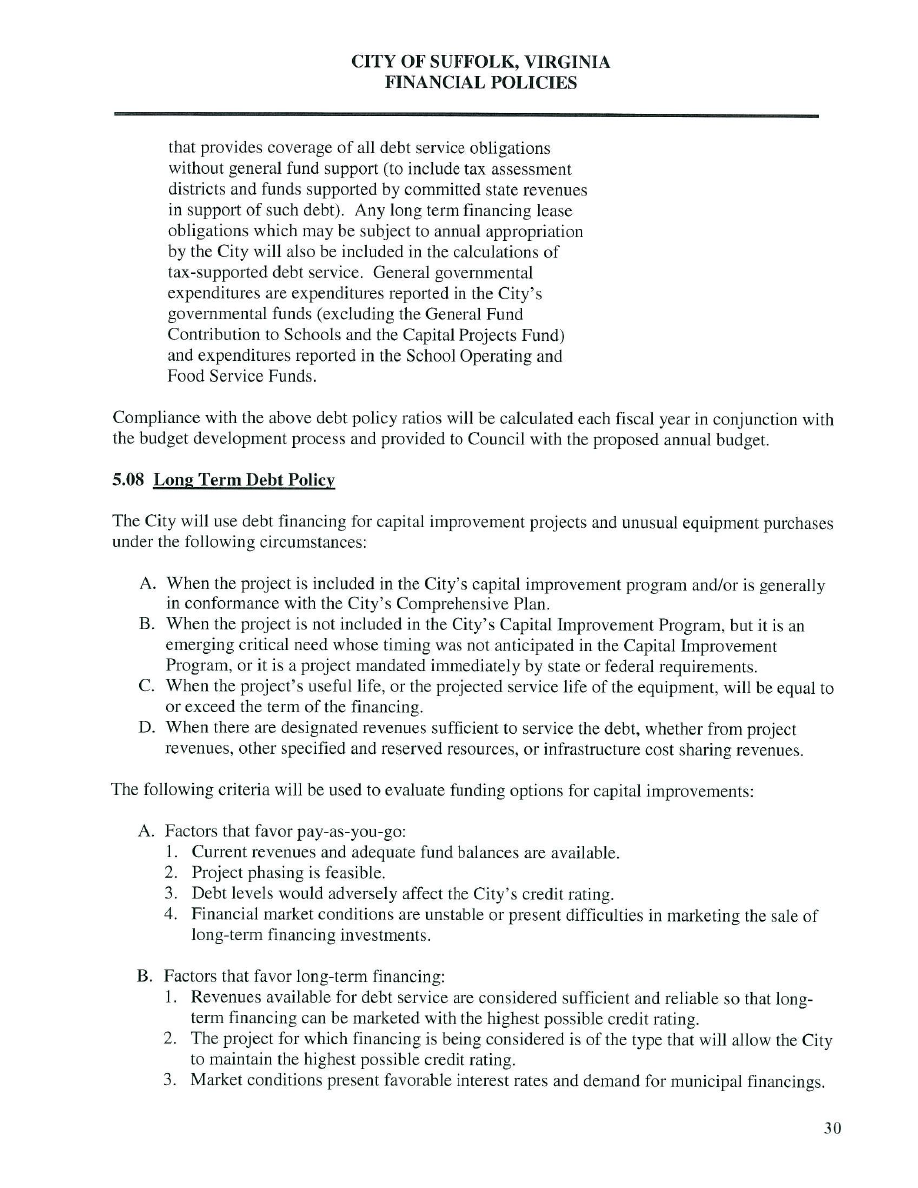 CITY OF SUFFOLK, VIRGINIA
FINANCIAL POLICIES
that provides coverage of all debt service obligations
without general fund support (to include tax assessment
districts and funds supported by committed state revenues
in support of such debt). Any long term financing lease
obligations which may be subject to annual appropriation
by the City will also be included in the calculations of
tax-supported debt service. General governmental
expenditures are expenditures reported in the City's
governmental funds (excluding the General Fund
Contribution to Schools and the Capital Projects Fund)
and expenditures reported in the School Operating and
Food Service Funds.
Compliance with the above debt policy ratios will be calculated each fiscal year in conjunction with
the budget development process and provided to Council with the proposed annual budget.
5.08 Long Term Debt Policy
The City will use debt financing for capital improvement projects and unusual equipment purchases
under the following circumstances:
A. When the project is included in the City's capital improvement program and/or is generally
in conformance with the City's Comprehensive Plan.
B. When the project is not included in the City's Capital Improvement Program, but it is an
emerging critical need whose timing was not anticipated in the Capital Improvement
Program, or it is a project mandated immediately by state or federal requirements.
C. When the project's useful life, or the projected service life of the equipment, will be equal to
or exceed the term of the financing.
D. When there are designated revenues sufficient to service the debt, whether from project
revenues, other specified and reserved resources, or infrastructure cost sharing revenues.
The following criteria will be used to evaluate funding options for capital improvements:
A. Factors that favor pay-as-you-go:
1. Current revenues and adequate fund balances are available.
2. Project phasing is feasible.
3. Debt levels would adversely affect the City's credit rating.
4. Financial market conditions are unstable or present difficulties in marketing the sale of
long-term financing investments.
B. Factors that favor long-term financing:
1. Revenues available for debt service are considered sufficient and reliable so that long-
term financing can be marketed with the highest possible credit rating.
2. The project for which financing is being considered is of the type that will allow the City
to maintain the highest possible credit rating.
3. Market conditions present favorable interest rates and demand for municipal financings.
30